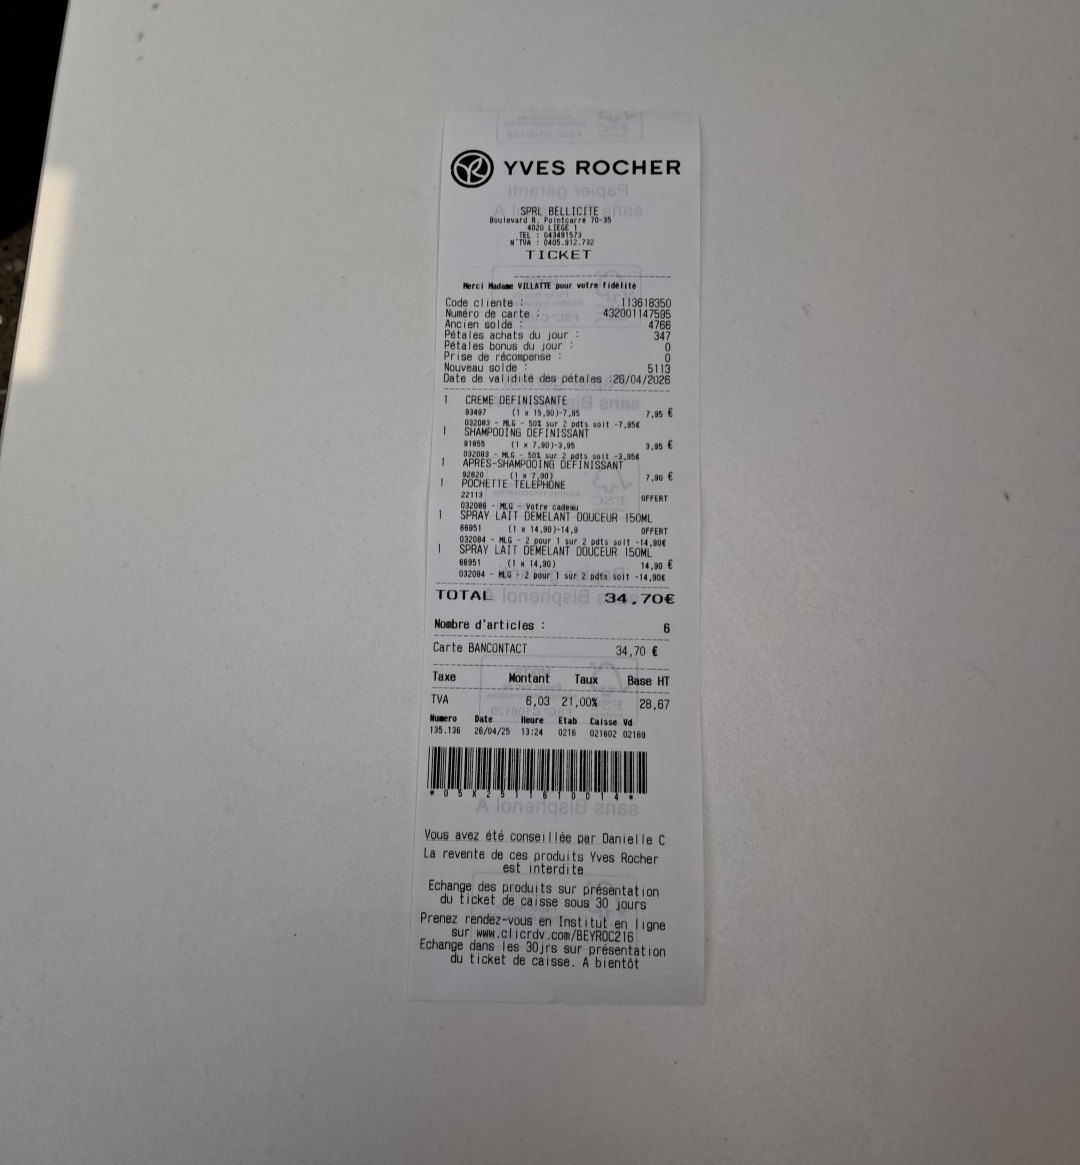 YVES ROCHER
SPRL BELLICITE
Boulevard R. Poincarré 70-35
4020 LIEGE 1
TEL : 043491573
N°TVA : 0405.912.732
TICKET
Merci Madame VILLATTE pour votre fidélité
Code cliente : 113618350
Numéro de carte : 432001147595
Ancien solde : 4766
Pétales achats du jour : 347
Pétales bonus du jour : 0
Prise de récompense : 0
Nouveau solde : 5113
Date de validité des pétales :26/04/2026
1 CREME DEFINISSANTE
93497 (1 x 15,90)-7,95 7,95 €
032083 - MLG - 50% sur 2 pdts soit -7,95€
1 SHAMPOOING DEFINISSANT
91855 (1 x 7,90)-3,95 3,95 €
032083 - MLG - 50% sur 2 pdts soit -3,95€
1 APRES-SHAMPOOING DEFINISSANT
92620 (1 x 7,90) 7,90 €
1 POCHETTE TELEPHONE
22113 OFFERT
032086 - MLG - Votre cadeau
1 SPRAY LAIT DEMELANT DOUCEUR 150ML
66951 (1 x 14,90)-14,9 OFFERT
032084 - MLG - 2 pour 1 sur 2 pdts soit -14,90€
1 SPRAY LAIT DEMELANT DOUCEUR 150ML
66951 (1 x 14,90) 14,90 €
032084 - MLG - 2 pour 1 sur 2 pdts soit -14,90€
TOTAL 34,70€
Nombre d'articles : 6
Carte BANCONTACT 34,70 €
Taxe Montant Taux Base HT
TVA 6,03 21,00% 28,67
Numero Date Heure Etab Caisse Vd
135.136 26/04/25 13:24 0216 021602 02169
*05X2511610014*
Vous avez été conseillée par Danielle C
La revente de ces produits Yves Rocher
est interdite
Echange des produits sur présentation
du ticket de caisse sous 30 jours
Prenez rendez-vous en Institut en ligne
sur www.clicrdv.com/BEYROC216
Echange dans les 30jrs sur présentation
du ticket de caisse. A bientôt